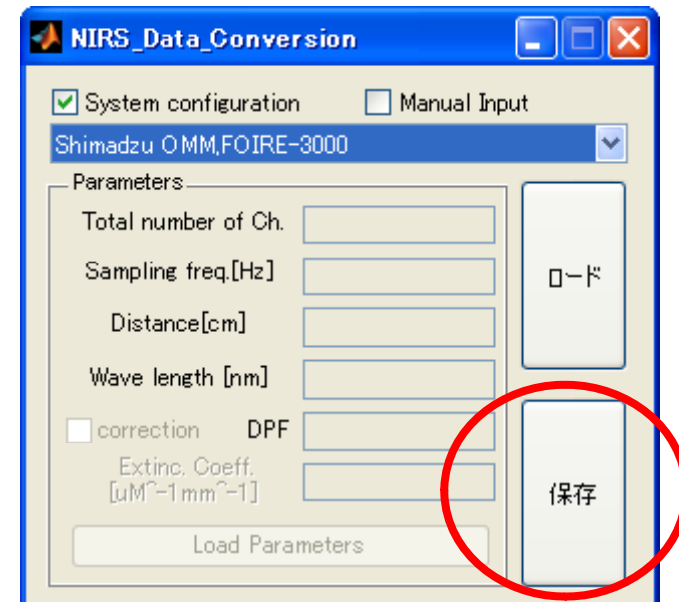 NIRS_Data_Conversion
System configuration
Manual Input
Shimadzu OMM,FOIRE-3000
Parameters
Total number of Ch.
Sampling freq.[Hz]
Distance[cm]
Wave length [nm]
correction DPF
Extinc. Coeff.
[uM^-1mm^-1]
Load Parameters
ロード
保存